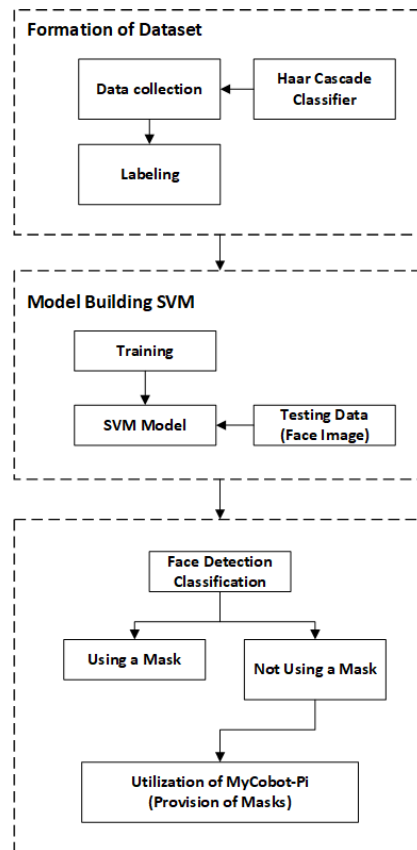 Formation of Dataset
Data collection
Haar Cascade
Classifier
Labeling
Model Building SVM
Training
SVM Model
Testing Data
(Face Image)
Face Detection
Classification
Using a Mask
Not Using a Mask
Utilization of MyCobot-Pi
(Provision of Masks)